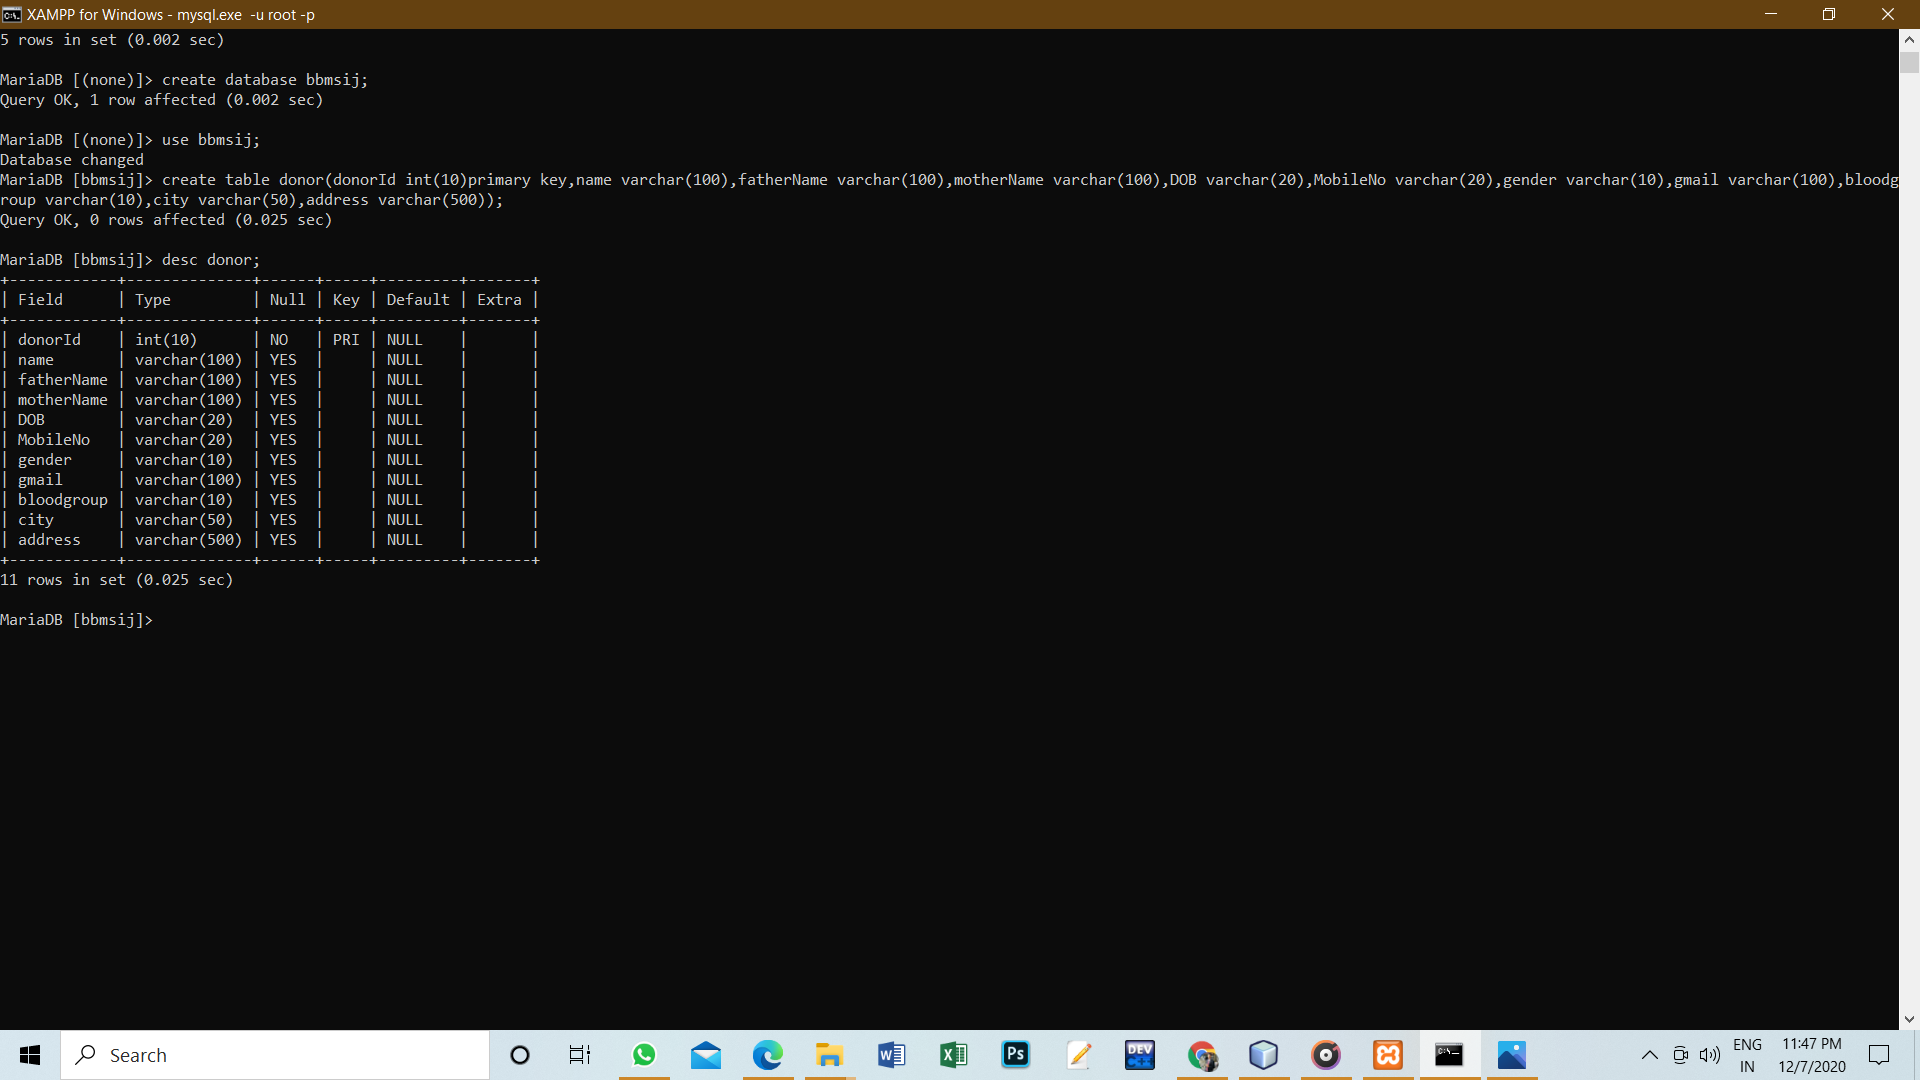 XAMPP for Windows - mysql.exe  -u root -p
5 rows in set (0.002 sec)
MariaDB [(none)]> create database bbmsij;
Query OK, 1 row affected (0.002 sec)
MariaDB [(none)]> use bbmsij;
Database changed
MariaDB [bbmsij]> create table donor(donorId int(10)primary key,name varchar(100),fatherName varchar(100),motherName varchar(100),DOB varchar(20),MobileNo varchar(20),gender varchar(10),gmail varchar(100),bloodg
roup varchar(10),city varchar(50),address varchar(500));
Query OK, 0 rows affected (0.025 sec)
MariaDB [bbmsij]> desc donor;
+------------+--------------+------+-----+---------+-------+
| Field      | Type         | Null | Key | Default | Extra |
+------------+--------------+------+-----+---------+-------+
| donorId    | int(10)      | NO   | PRI | NULL    |       |
| name       | varchar(100) | YES  |     | NULL    |       |
| fatherName | varchar(100) | YES  |     | NULL    |       |
| motherName | varchar(100) | YES  |     | NULL    |       |
| DOB        | varchar(20)  | YES  |     | NULL    |       |
| MobileNo   | varchar(20)  | YES  |     | NULL    |       |
| gender     | varchar(10)  | YES  |     | NULL    |       |
| gmail      | varchar(100) | YES  |     | NULL    |       |
| bloodgroup | varchar(10)  | YES  |     | NULL    |       |
| city       | varchar(50)  | YES  |     | NULL    |       |
| address    | varchar(500) | YES  |     | NULL    |       |
+------------+--------------+------+-----+---------+-------+
11 rows in set (0.025 sec)
MariaDB [bbmsij]>
Search
Ps
DEV C++
ENG
IN
11:47 PM
12/7/2020